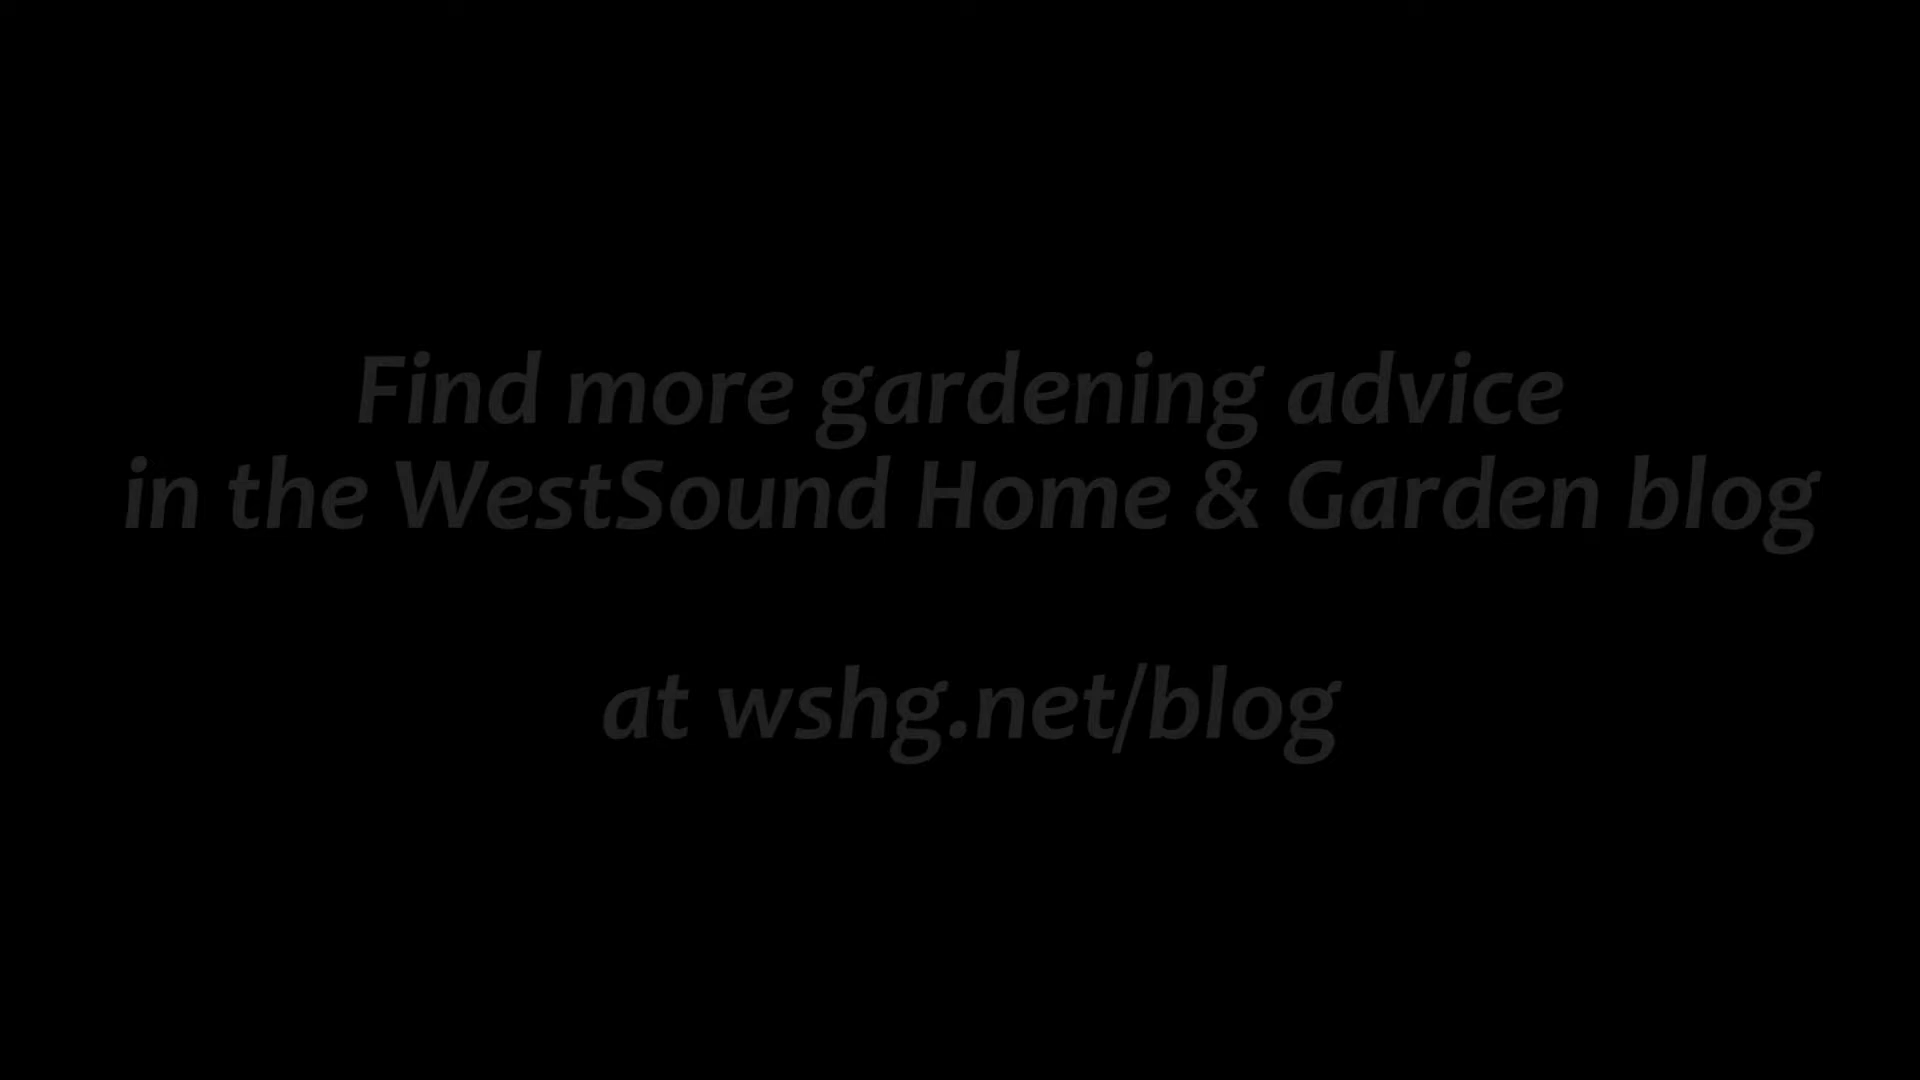 Find more gardening advice
in the WestSound Home & Garden blog
at wshg.net/blog